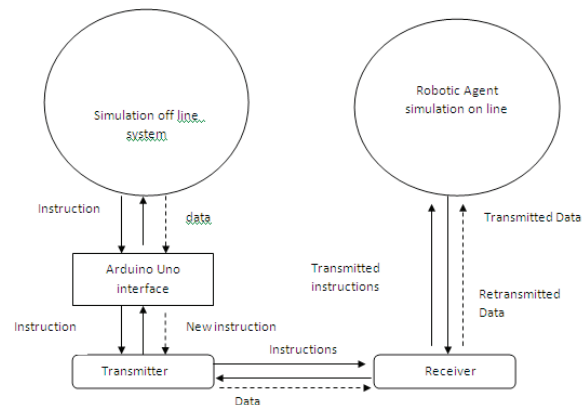 Simulation off line
system
Robotic Agent
simulation on line
Instruction
data
Transmitted Data
Arduino Uno
interface
Transmitted
instructions
Retransmitted
Data
Instruction
New instruction
Instructions
Transmitter
Receiver
Data